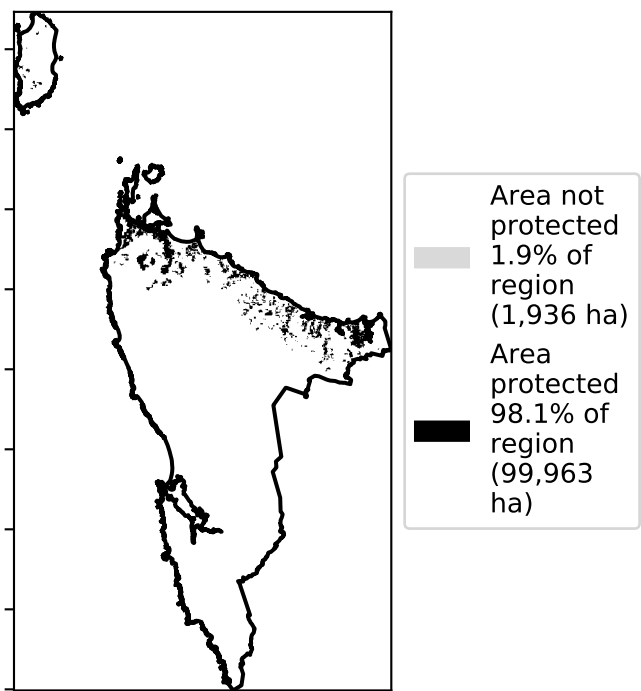 Area not
protected
1.9% of
region
(1,936 ha)
Area
protected
98.1% of
region
(99,963
ha)